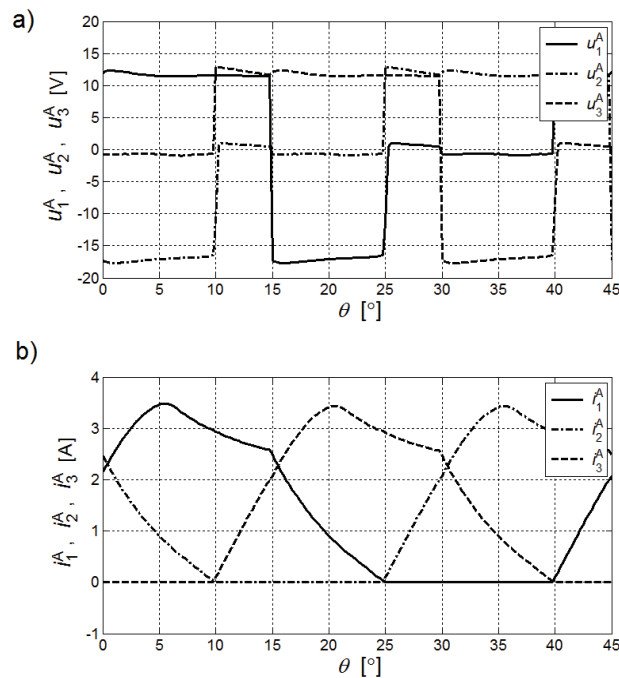 a)
u₁ᴬ , u₂ᴬ , u₃ᴬ [V]
20
15
10
5
0
-5
-10
-15
-20
u₁ᴬ
u₂ᴬ
u₃ᴬ
0 5 10 15 20 25 30 35 40 45
θ [°]
b)
i₁ᴬ , i₂ᴬ , i₃ᴬ [A]
4
3
2
1
0
-1
i₁ᴬ
i₂ᴬ
i₃ᴬ
0 5 10 15 20 25 30 35 40 45
θ [°]